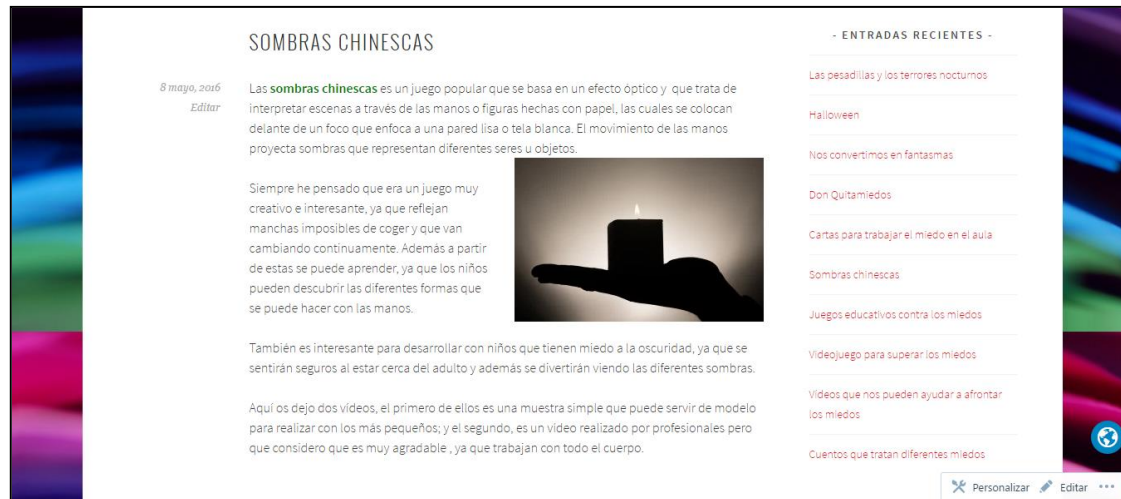 SOMBRAS CHINESCAS
8 mayo, 2016
Editar
Las sombras chinescas es un juego popular que se basa en un efecto óptico y que trata de
interpretar escenas a través de las manos o figuras hechas con papel, las cuales se colocan
delante de un foco que enfoca a una pared lisa o tela blanca. El movimiento de las manos
proyecta sombras que representan diferentes seres u objetos.
Siempre he pensado que era un juego muy
creativo e interesante, ya que reflejan
manchas imposibles de coger y que van
cambiando continuamente. Además a partir
de estas se puede aprender, ya que los niños
pueden descubrir las diferentes formas que
se puede hacer con las manos.
También es interesante para desarrollar con niños que tienen miedo a la oscuridad, ya que se
sentirán seguros al estar cerca del adulto y además se divertirán viendo las diferentes sombras.
Aquí os dejo dos vídeos, el primero de ellos es una muestra simple que puede servir de modelo
para realizar con los más pequeños; y el segundo, es un video realizado por profesionales pero
que considero que es muy agradable , ya que trabajan con todo el cuerpo.
- ENTRADAS RECIENTES -
Las pesadillas y los terrores nocturnos
Halloween
Nos convertimos en fantasmas
Don Quitamiedos
Cartas para trabajar el miedo en el aula
Sombras chinescas
Juegos educativos contra los miedos
Videojuego para superar los miedos
Vídeos que nos pueden ayudar a afrontar
los miedos
Cuentos que tratan diferentes miedos
Personalizar Editar •••